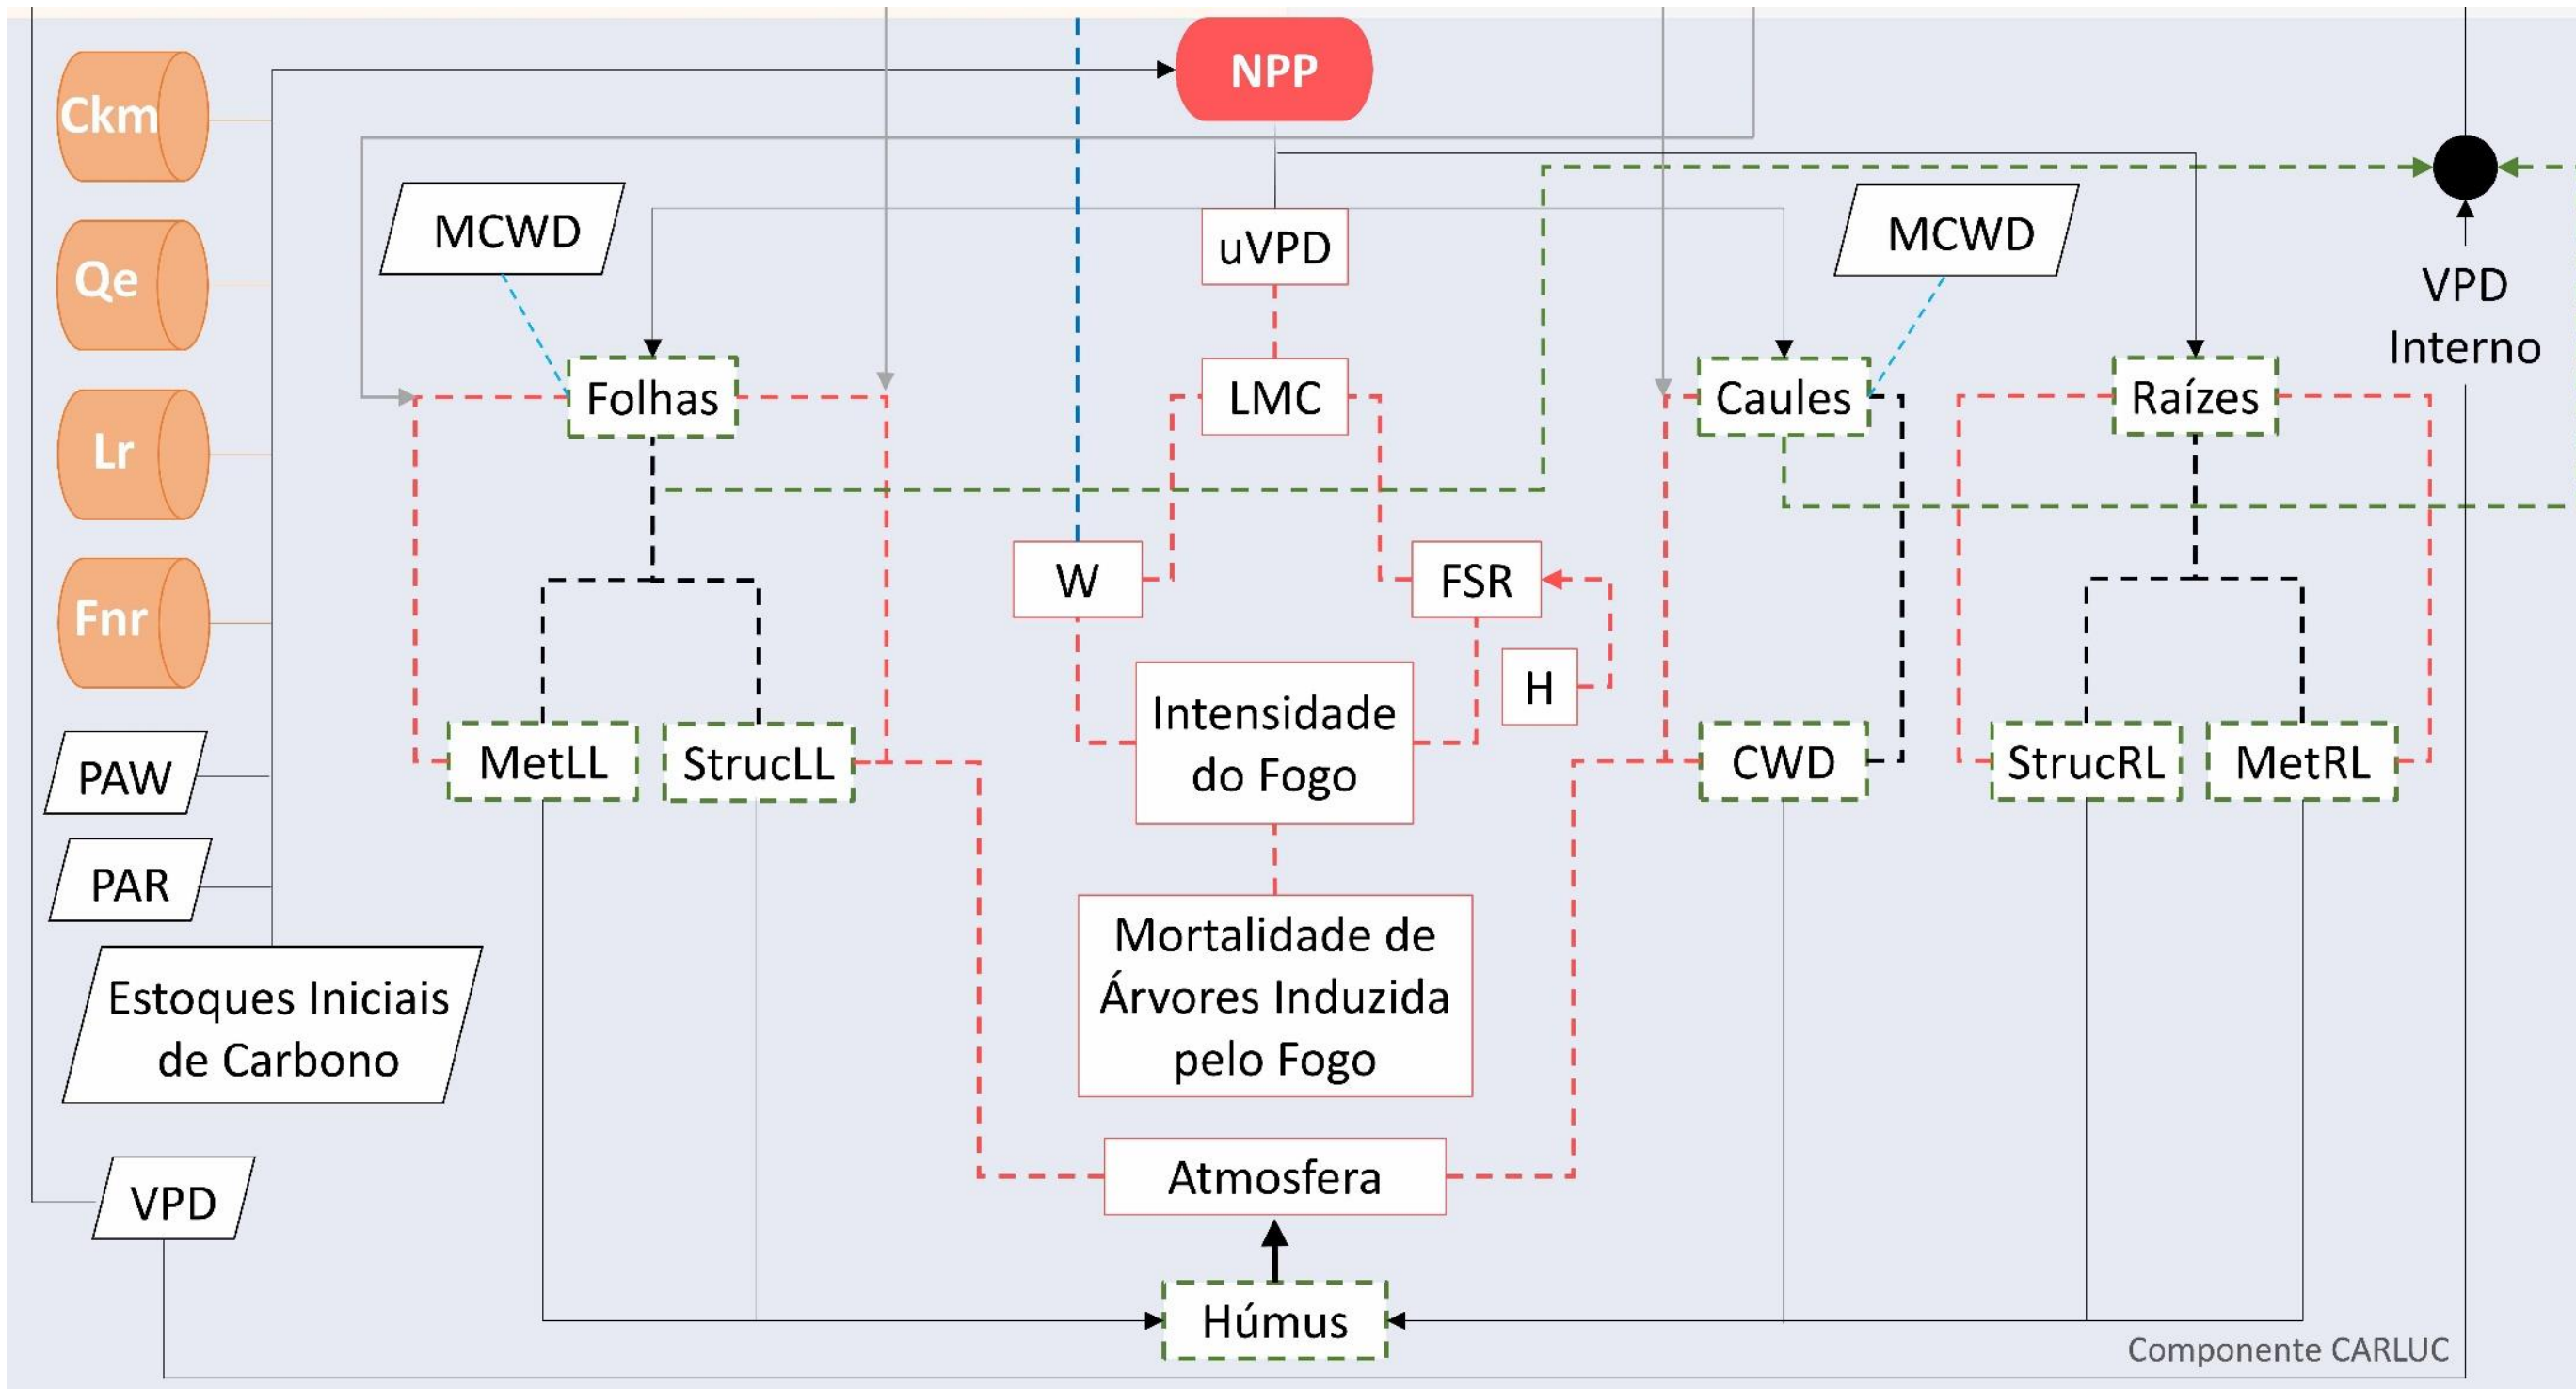 NPP
Ckm
MCWD
uVPD
MCWD
Qe
VPD
Interno
Folhas
LMC
Caules
Raízes
Lr
W
FSR
Fnr
H
Intensidade
do Fogo
MetLL
StrucLL
CWD
StrucRL
MetRL
PAW
PAR
Mortalidade de
Árvores Induzida
pelo Fogo
Estoques Iniciais
de Carbono
Atmosfera
VPD
Húmus
Componente CARLUC